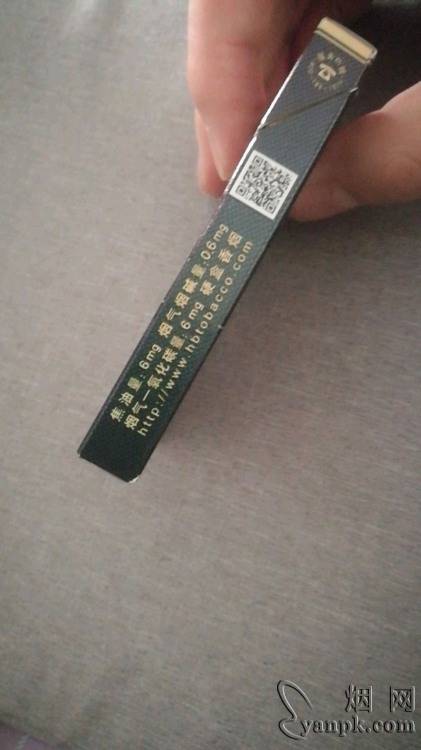 焦油量:6mg 烟气烟碱量:0.6mg
烟气一氧化碳量:6mg 硬盒香烟
http://www.hbtobacco.com
烟网
yanpk.com